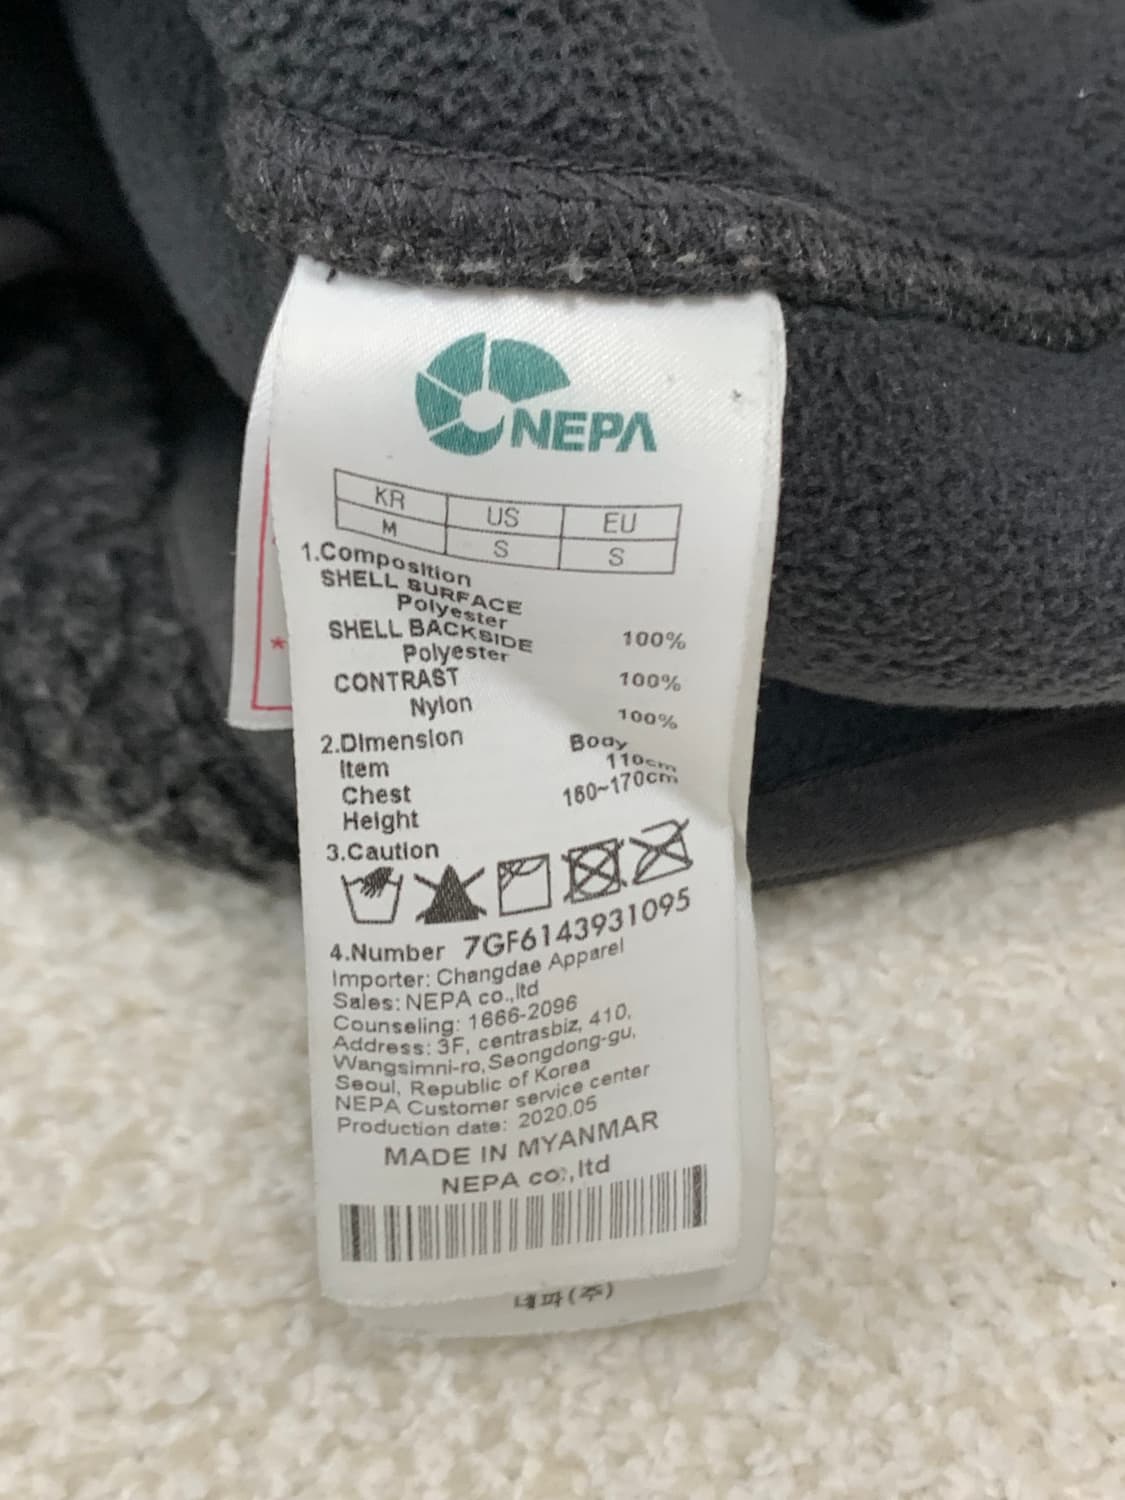 NEPA
KR US EU
M S S
1.Composition
SHELL SURFACE
Polyester 100%
SHELL BACKSIDE
Polyester 100%
CONTRAST
Nylon 100%
2.Dimension
Item Body
Chest 110cm
Height 160~170cm
3.Caution
4.Number 7GF6143931095
Importer: Changdae Apparel
Sales: NEPA co.,ltd
Counseling: 1666-2096
Address: 3F, centrasbiz, 410,
Wangsimni-ro, Seongdong-gu,
Seoul, Republic of Korea
NEPA Customer service center
Production date: 2020.05
MADE IN MYANMAR
NEPA co.,ltd
네파(주)